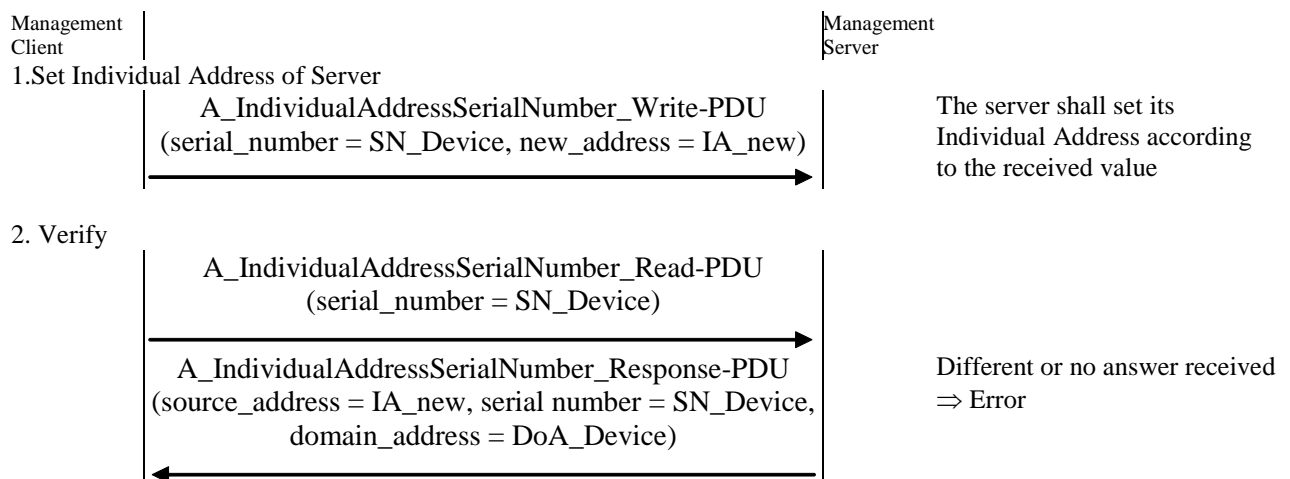 Management
Client
Management
Server
1.Set Individual Address of Server
A_IndividualAddressSerialNumber_Write-PDU
(serial_number = SN_Device, new_address = IA_new)
The server shall set its
Individual Address according
to the received value
2. Verify
A_IndividualAddressSerialNumber_Read-PDU
(serial_number = SN_Device)
A_IndividualAddressSerialNumber_Response-PDU
(source_address = IA_new, serial number = SN_Device,
domain_address = DoA_Device)
Different or no answer received
⇒ Error